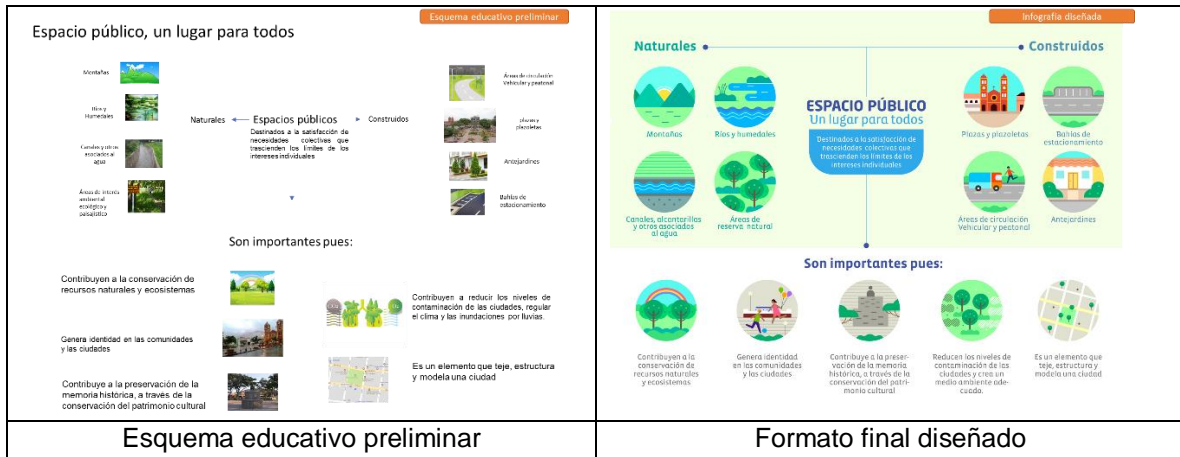 Esquema educativo preliminar
Espacio público, un lugar para todos
Montañas
Ríos y
Humedales
Canales y otros
asociados al
agua
Áreas de interés
ambiental
ecológico y
paisajístico
Naturales
Espacios públicos
Construidos
Destinados a la satisfacción de
necesidades colectivas que
trascienden los límites de los
intereses individuales
Áreas de circulación
Vehicular y peatonal
plazas y
plazoletas
Antejardines
Bahías de
estacionamiento
Son importantes pues:
Contribuyen a la conservación de
recursos naturales y ecosistemas
Genera identidad en las comunidades
y las ciudades
Contribuye a la preservación de la
memoria histórica, a través de la
conservación del patrimonio cultural
Contribuyen a reducir los niveles de
contaminación de las ciudades, regular
el clima y las inundaciones por lluvias.
Es un elemento que teje, estructura
y modela una ciudad
Infografía diseñada
Naturales
Construidos
Montañas
Ríos y humedales
Canales, alcantarillas
y otros asociados
al agua
Áreas de
reserva natural
ESPACIO PÚBLICO
Un lugar para todos
Destinados a la satisfacción de
necesidades colectivas que
trascienden los límites de los
intereses individuales
Plazas y plazoletas
Bahías de
estacionamiento
Áreas de circulación
Vehicular y peatonal
Antejardines
Son importantes pues:
Contribuyen a la
conservación de
recursos naturales
y ecosistemas
Genera identidad
en las comunidades
y las ciudades
Contribuye a la preser-
vación de la memoria
histórica, a través de la
conservación del patri-
monio cultural
Reducen los niveles de
contaminación de las
ciudades y crea un
medio ambiente ade-
cuado.
Es un elemento que
teje, estructura y
modela una ciudad
Esquema educativo preliminar
Formato final diseñado